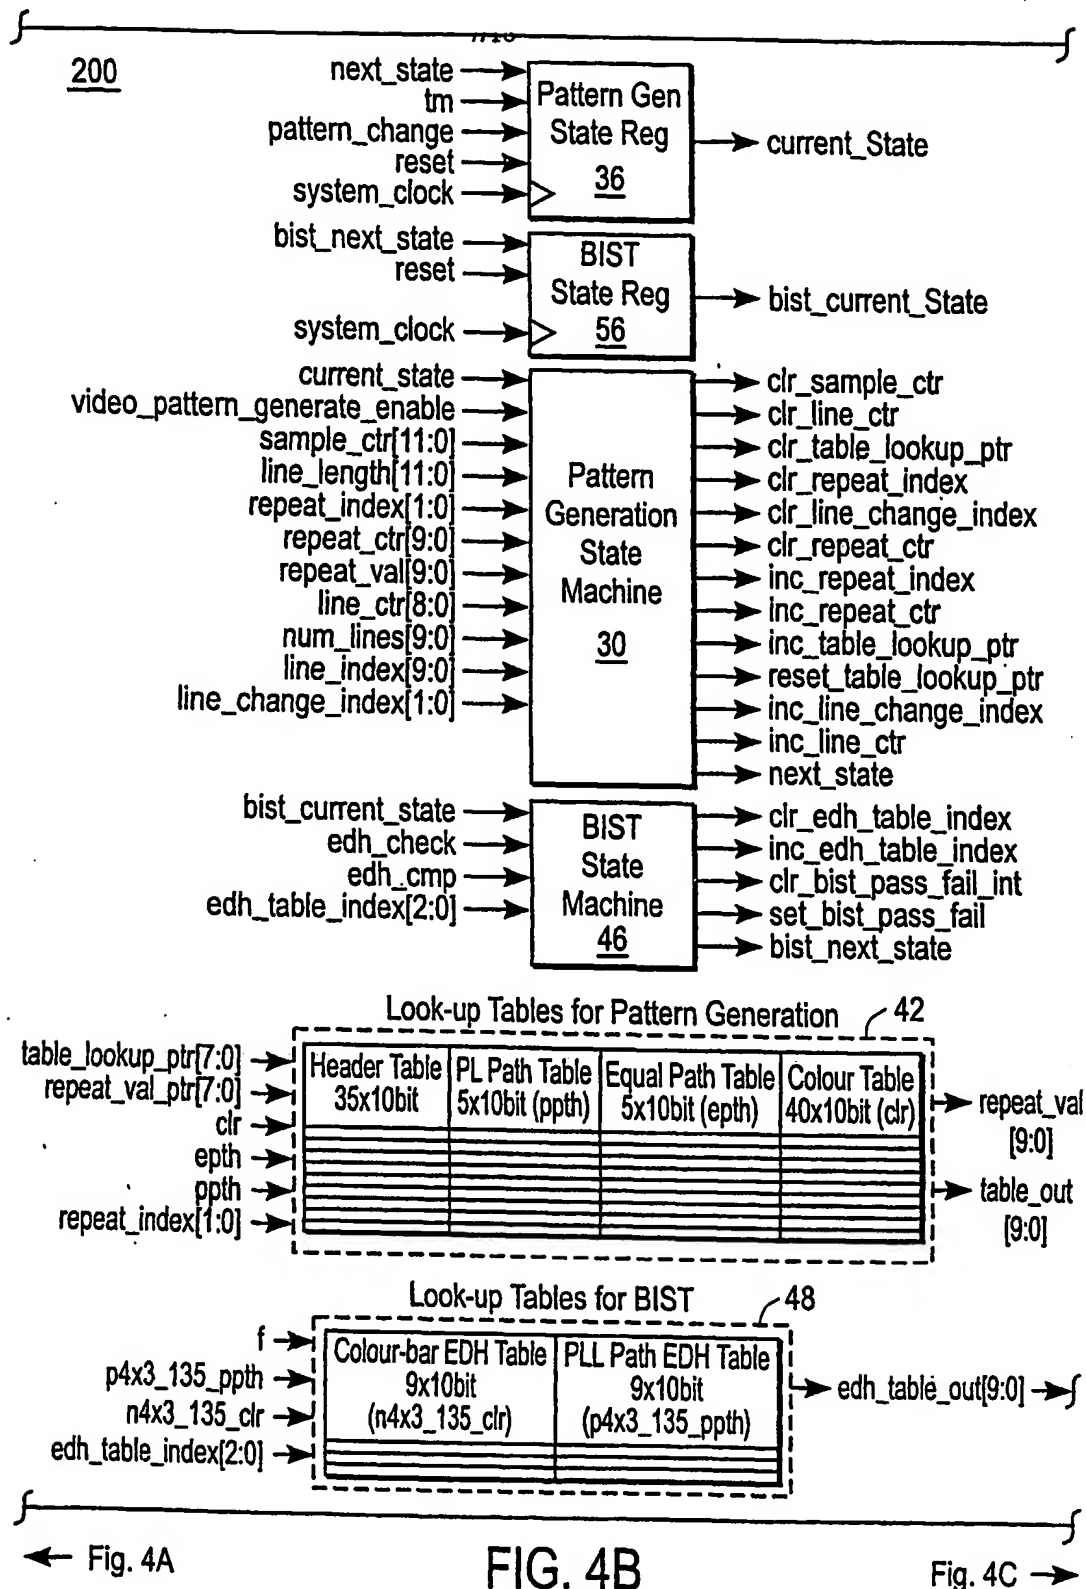 200
next_state
tm
pattern_change
reset
system_clock
Pattern Gen
State Reg
36
current_State
bist_next_state
reset
system_clock
BIST
State Reg
56
bist_current_State
current_state
video_pattern_generate_enable
sample_ctr[11:0]
line_length[11:0]
repeat_index[1:0]
repeat_ctr[9:0]
repeat_val[9:0]
line_ctr[8:0]
num_lines[9:0]
line_index[9:0]
line_change_index[1:0]
Pattern
Generation
State
Machine
30
clr_sample_ctr
clr_line_ctr
clr_table_lookup_ptr
clr_repeat_index
clr_line_change_index
clr_repeat_ctr
inc_repeat_index
inc_repeat_ctr
inc_table_lookup_ptr
reset_table_lookup_ptr
inc_line_change_index
inc_line_ctr
next_state
bist_current_state
edh_check
edh_cmp
edh_table_index[2:0]
BIST
State
Machine
46
clr_edh_table_index
inc_edh_table_index
clr_bist_pass_fail_int
set_bist_pass_fail
bist_next_state
Look-up Tables for Pattern Generation
42
table_lookup_ptr[7:0]
repeat_val_ptr[7:0]
clr
epth
ppth
repeat_index[1:0]
Header Table
35x10bit
PL Path Table
5x10bit (ppth)
Equal Path Table
5x10bit (epth)
Colour Table
40x10bit (clr)
repeat_val
[9:0]
table_out
[9:0]
Look-up Tables for BIST
48
f
p4x3_135_ppth
n4x3_135_clr
edh_table_index[2:0]
Colour-bar EDH Table
9x10bit
(n4x3_135_clr)
PLL Path EDH Table
9x10bit
(p4x3_135_ppth)
edh_table_out[9:0]
Fig. 4A
FIG. 4B
Fig. 4C